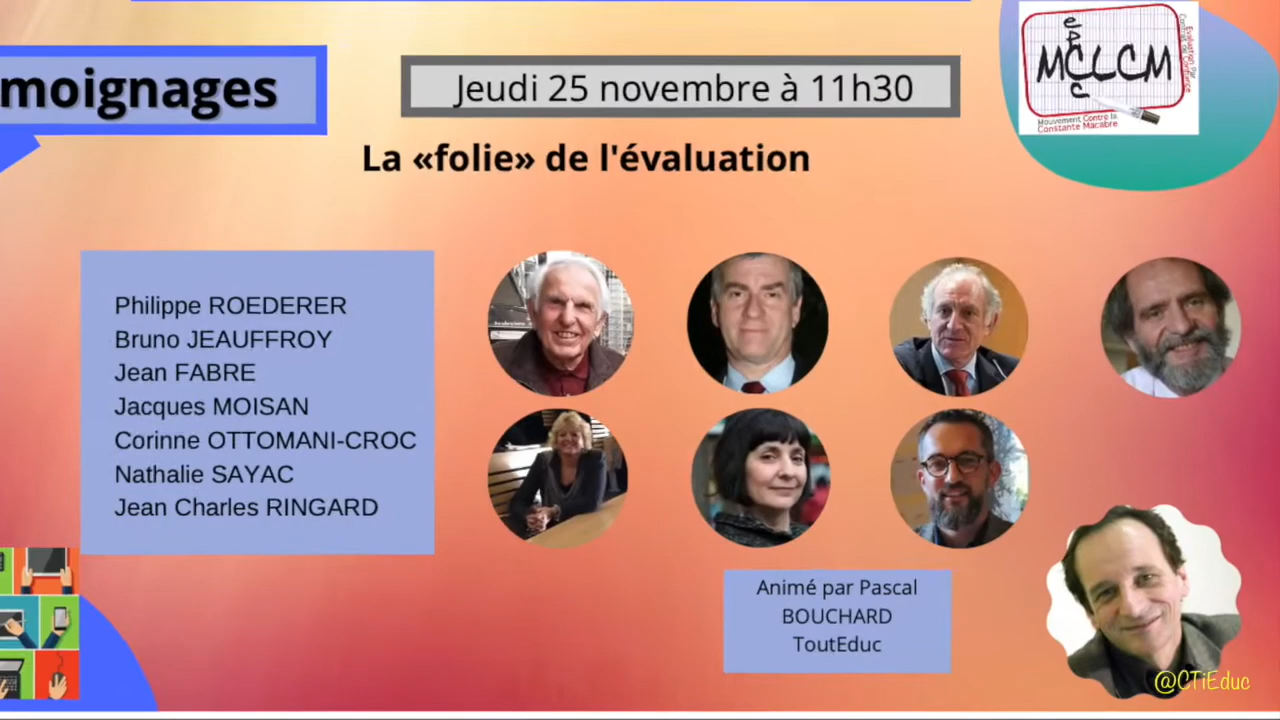 moignages
Jeudi 25 novembre à 11h30
La «folie» de l'évaluation
MCLCM
Mouvement Contre la
Constante Macabre
Philippe ROEDERER
Bruno JEAUFFROY
Jean FABRE
Jacques MOISAN
Corinne OTTOMANI-CROC
Nathalie SAYAC
Jean Charles RINGARD
Animé par Pascal
BOUCHARD
ToutEduc
@CTiEduc